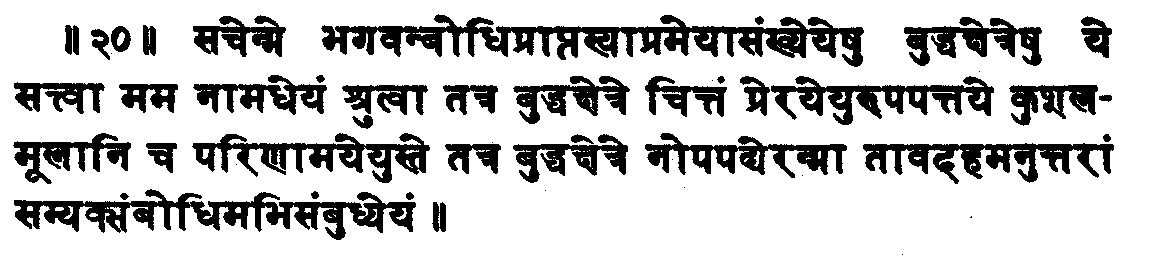 ॥२०॥ सचेन्मे भगवन्बोधिप्राप्तस्याप्रमेयासंख्येयेषु बुद्धक्षेत्रेषु ये
सत्त्वा मम नामधेयं श्रुत्वा तत्र बुद्धक्षेत्रे चित्तं प्रेरयेयुरुपपत्तये कुशल-
मूलानि च परिणामयेयुस्ते तत्र बुद्धक्षेत्रे नोपपद्येरन्मा तावदहमनुत्तरां
सम्यक्संबोधिमभिसंबुध्येयं ॥